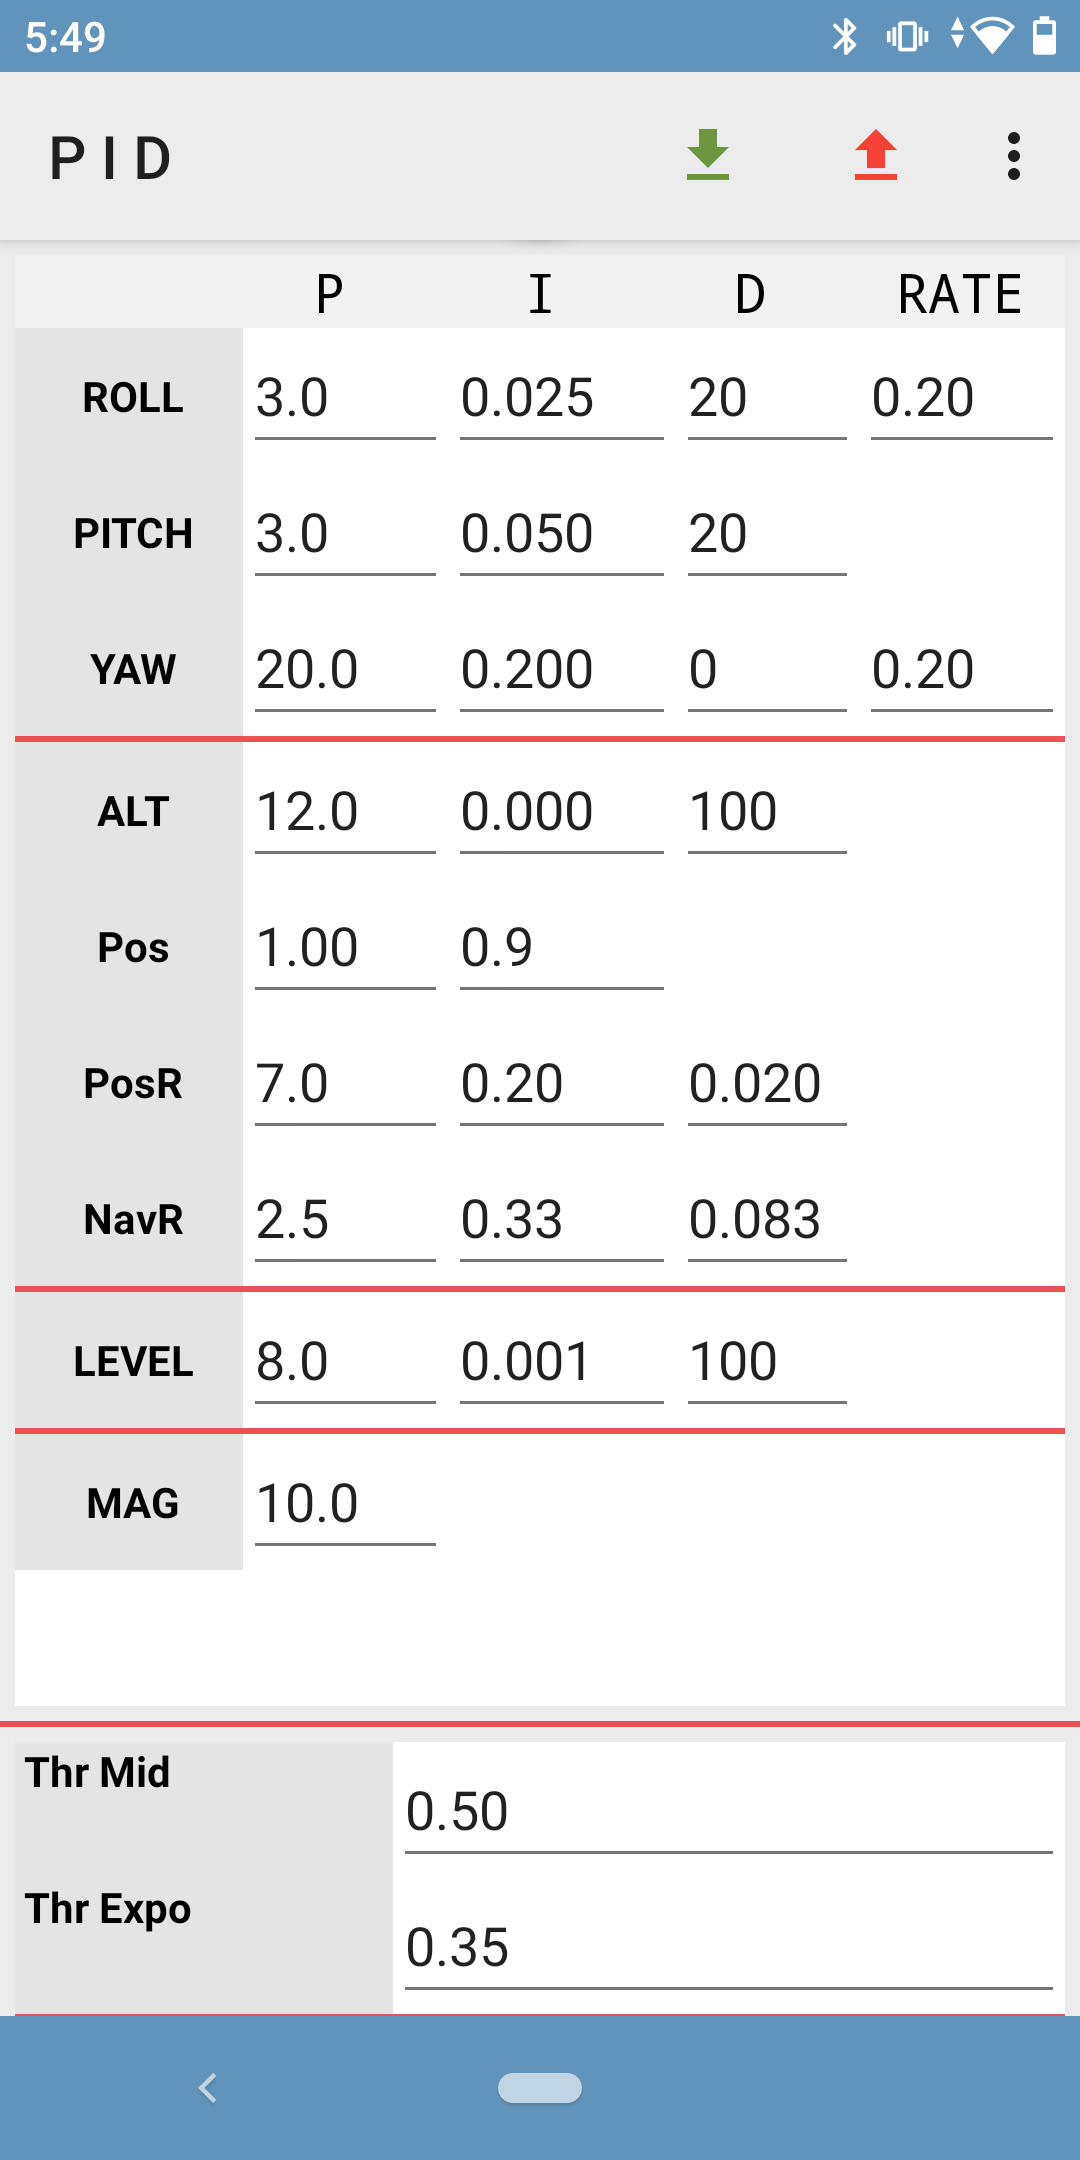 5:49
P I D
P I D RATE
ROLL 3.0 0.025 20 0.20
PITCH 3.0 0.050 20
YAW 20.0 0.200 0 0.20
ALT 12.0 0.000 100
Pos 1.00 0.9
PosR 7.0 0.20 0.020
NavR 2.5 0.33 0.083
LEVEL 8.0 0.001 100
MAG 10.0
Thr Mid 0.50
Thr Expo 0.35